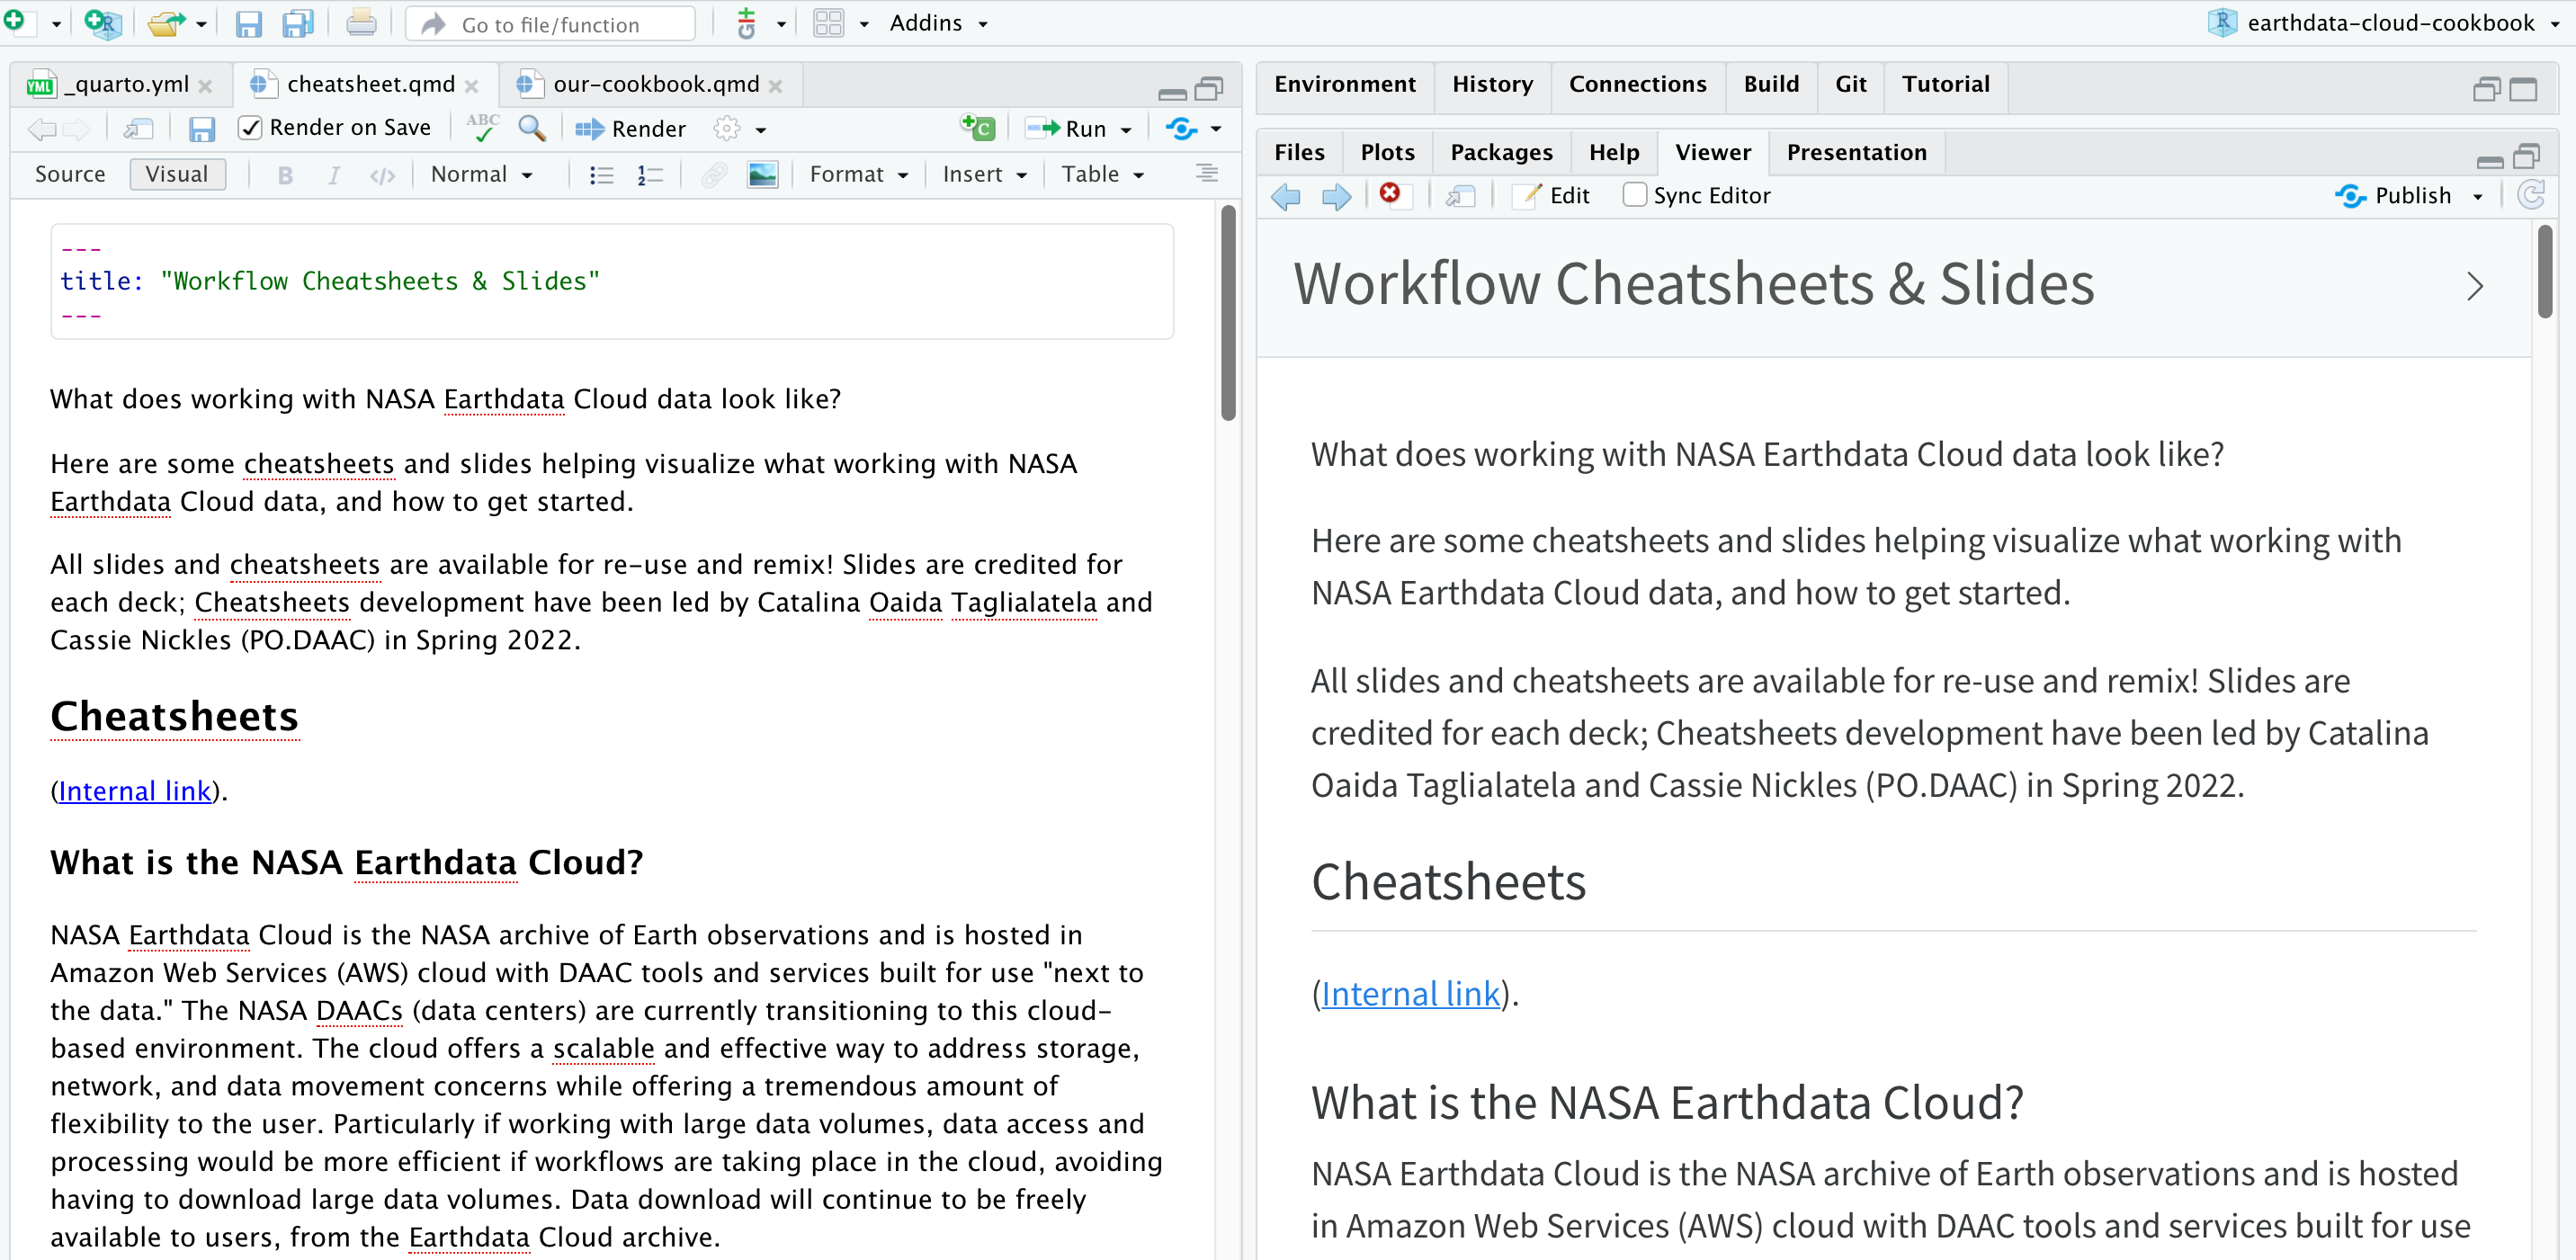 Go to file/function
Git
Addins
earthdata-cloud-cookbook
YML _quarto.yml
cheatsheet.qmd
our-cookbook.qmd
Render on Save
ABC
Render
C
Run
Source
Visual
B
I
</>
Normal
Format
Insert
Table
---
title: "Workflow Cheatsheets & Slides"
---
What does working with NASA Earthdata Cloud data look like?
Here are some cheatsheets and slides helping visualize what working with NASA
Earthdata Cloud data, and how to get started.
All slides and cheatsheets are available for re-use and remix! Slides are credited for
each deck; Cheatsheets development have been led by Catalina Oaida Taglialatela and
Cassie Nickles (PO.DAAC) in Spring 2022.
Cheatsheets
(Internal link).
What is the NASA Earthdata Cloud?
NASA Earthdata Cloud is the NASA archive of Earth observations and is hosted in
Amazon Web Services (AWS) cloud with DAAC tools and services built for use "next to
the data." The NASA DAACs (data centers) are currently transitioning to this cloud-
based environment. The cloud offers a scalable and effective way to address storage,
network, and data movement concerns while offering a tremendous amount of
flexibility to the user. Particularly if working with large data volumes, data access and
processing would be more efficient if workflows are taking place in the cloud, avoiding
having to download large data volumes. Data download will continue to be freely
available to users, from the Earthdata Cloud archive.
Environment
History
Connections
Build
Git
Tutorial
Files
Plots
Packages
Help
Viewer
Presentation
Edit
Sync Editor
Publish
Workflow Cheatsheets & Slides
What does working with NASA Earthdata Cloud data look like?
Here are some cheatsheets and slides helping visualize what working with
NASA Earthdata Cloud data, and how to get started.
All slides and cheatsheets are available for re-use and remix! Slides are
credited for each deck; Cheatsheets development have been led by Catalina
Oaida Taglialatela and Cassie Nickles (PO.DAAC) in Spring 2022.
Cheatsheets
(Internal link).
What is the NASA Earthdata Cloud?
NASA Earthdata Cloud is the NASA archive of Earth observations and is hosted
in Amazon Web Services (AWS) cloud with DAAC tools and services built for use